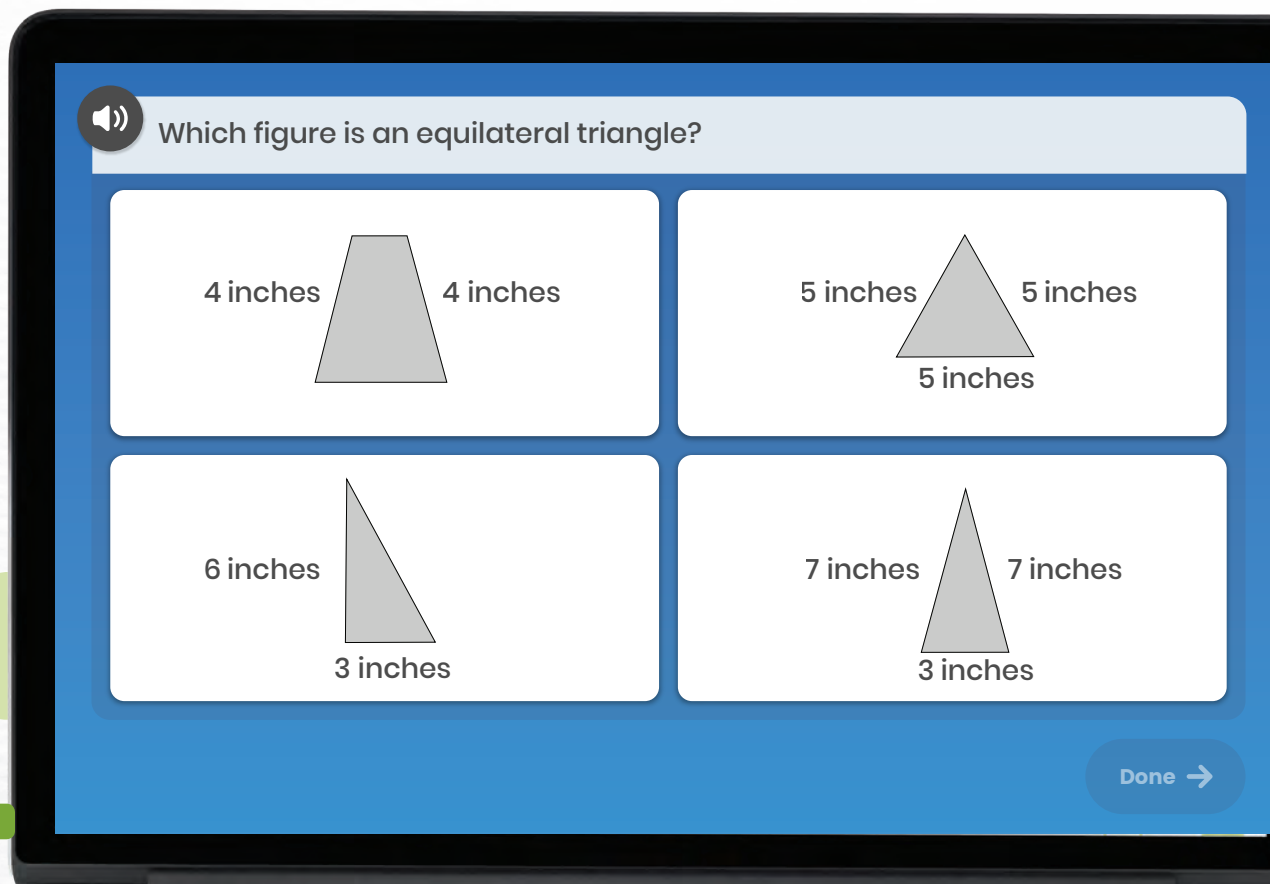 Which figure is an equilateral triangle?
4 inches
4 inches
5 inches
5 inches
5 inches
6 inches
3 inches
7 inches
7 inches
3 inches
Done